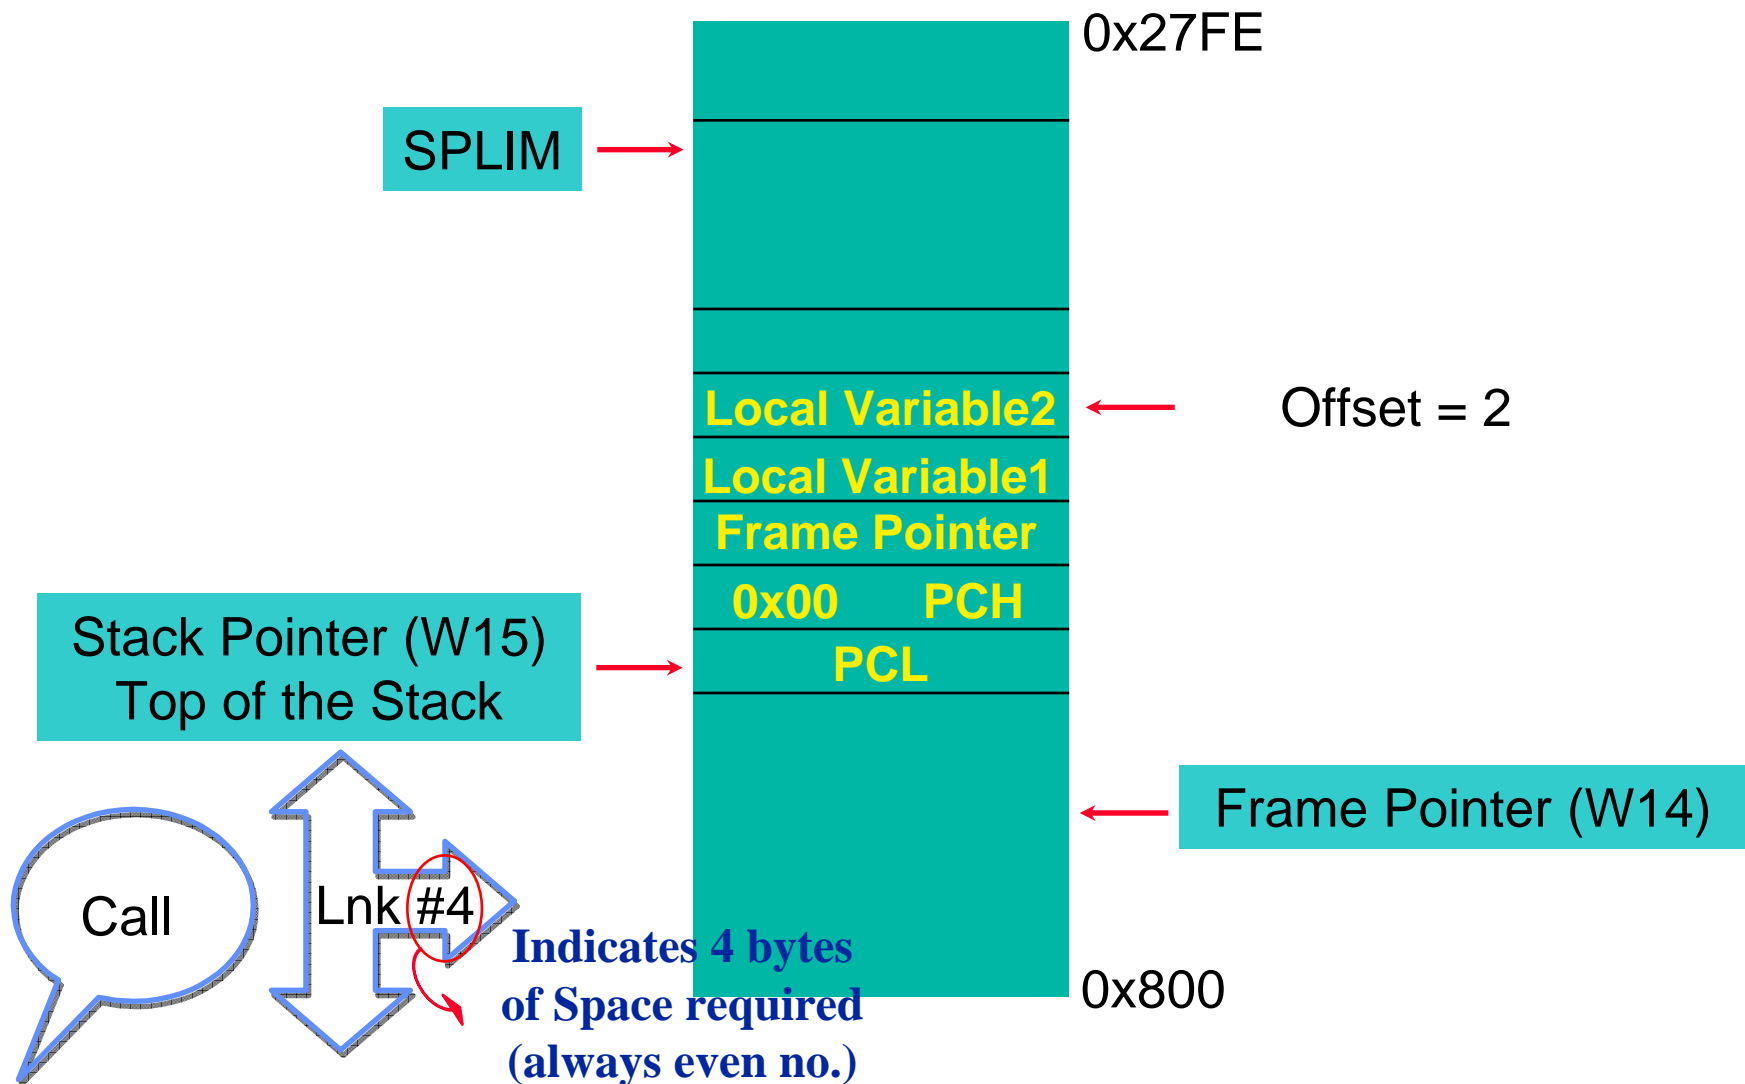 0x27FE
SPLIM
Local Variable2
Offset = 2
Local Variable1
Frame Pointer
0x00 PCH
Stack Pointer (W15)
Top of the Stack
PCL
Frame Pointer (W14)
Call
Lnk #4
Indicates 4 bytes
of Space required
(always even no.)
0x800